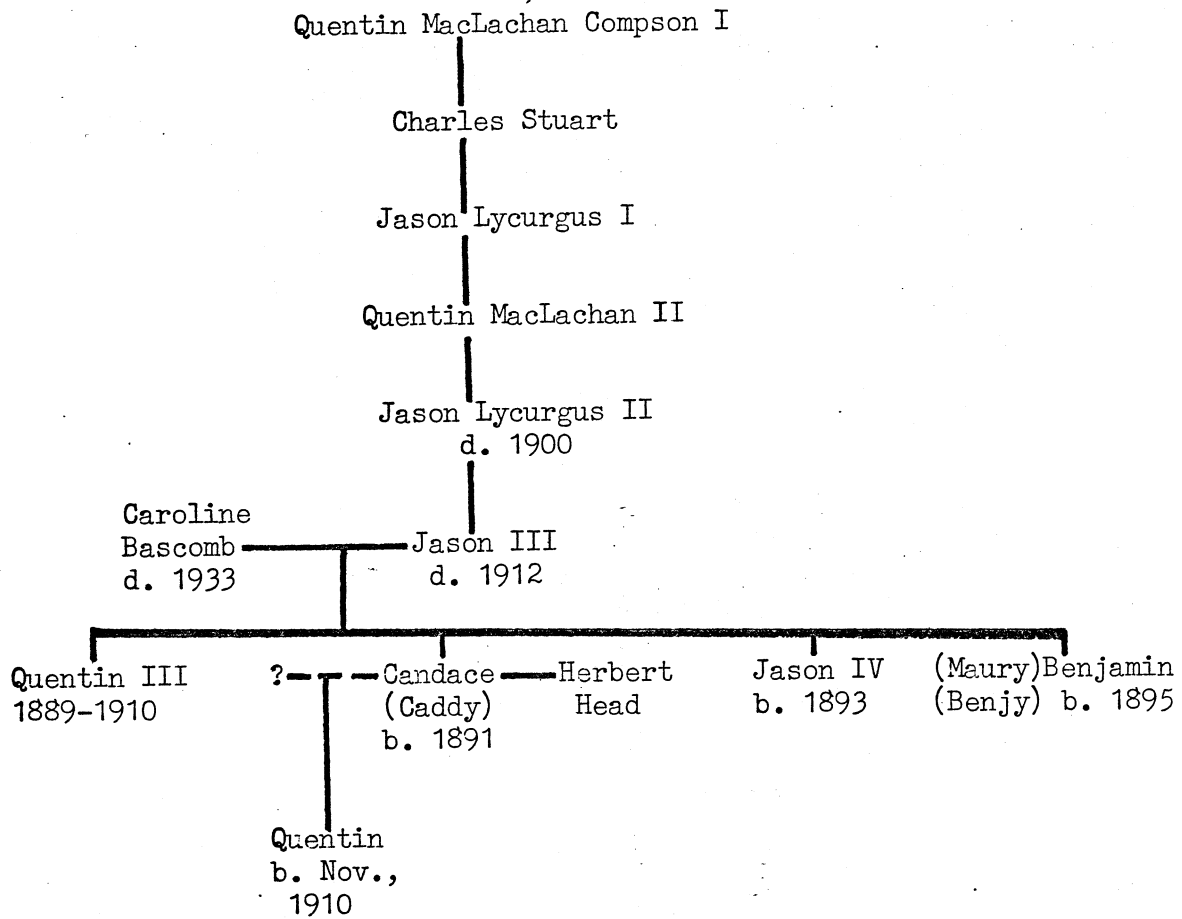 Quentin MacLachan Compson I
Charles Stuart
Jason Lycurgus I
Quentin MacLachan II
Jason Lycurgus II
d. 1900
Caroline
Bascomb
d. 1933
Jason III
d. 1912
Quentin III
1889-1910
?
Candace
(Caddy)
b. 1891
Herbert
Head
Jason IV
b. 1893
(Maury)Benjamin
(Benjy) b. 1895
Quentin
b. Nov.,
1910